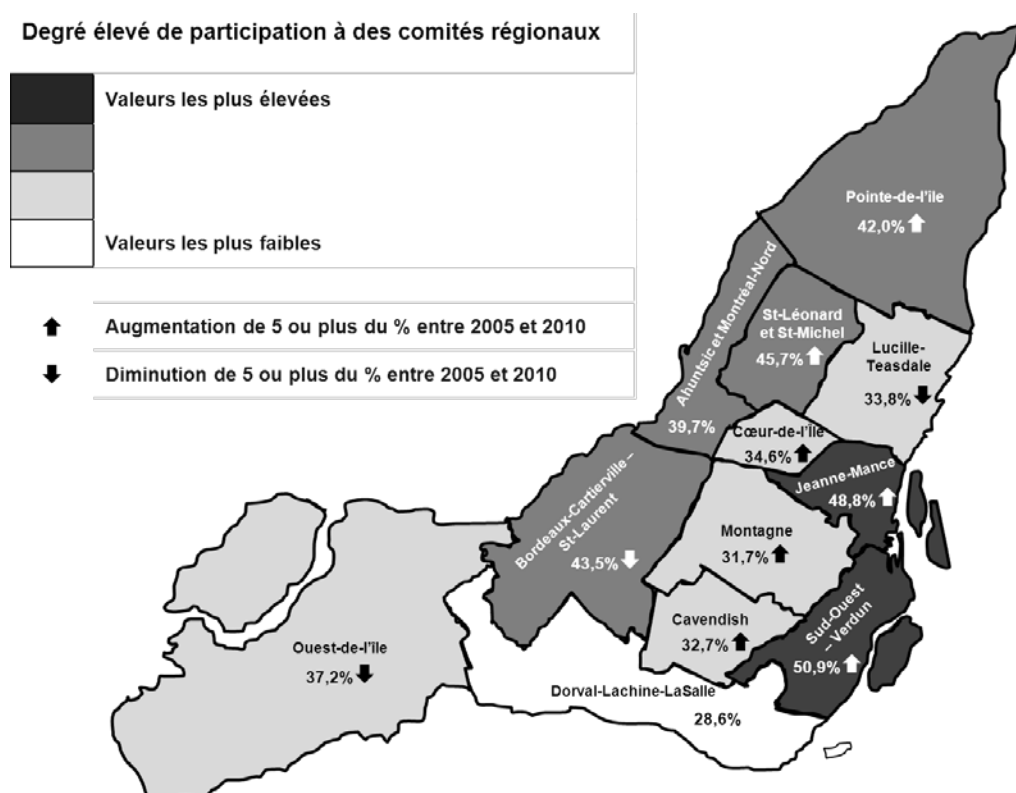 Degré élevé de participation à des comités régionaux
Valeurs les plus élevées
Valeurs les plus faibles
Augmentation de 5 ou plus du % entre 2005 et 2010
Diminution de 5 ou plus du % entre 2005 et 2010
Pointe-de-l'île
42,0%
Ahuntsic et Montréal-Nord
39,7%
St-Léonard
et St-Michel
45,7%
Lucille-
Teasdale
33,8%
Cœur-de-l'Île
34,6%
Jeanne-Mance
48,8%
Bordeaux-Cartierville –
St-Laurent
43,5%
Montagne
31,7%
Cavendish
32,7%
Sud-Ouest
– Verdun
50,9%
Ouest-de-l'île
37,2%
Dorval-Lachine-LaSalle
28,6%